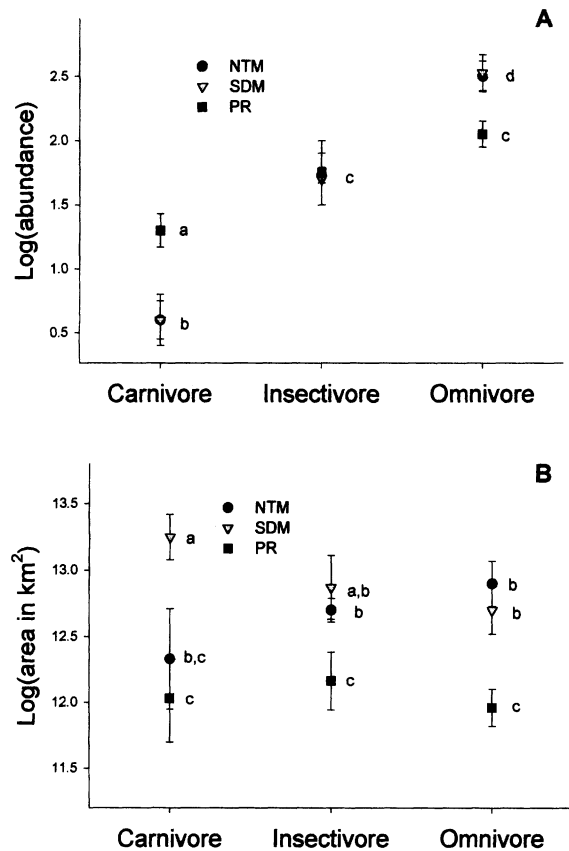 A
NTM
SDM
PR
Log(abundance)
2.5
2.0
1.5
1.0
0.5
d
c
c
a
b
Carnivore Insectivore Omnivore
B
NTM
SDM
PR
Log(area in km²)
13.5
13.0
12.5
12.0
11.5
a
a,b
b
b
b
b,c
c
c
c
Carnivore Insectivore Omnivore